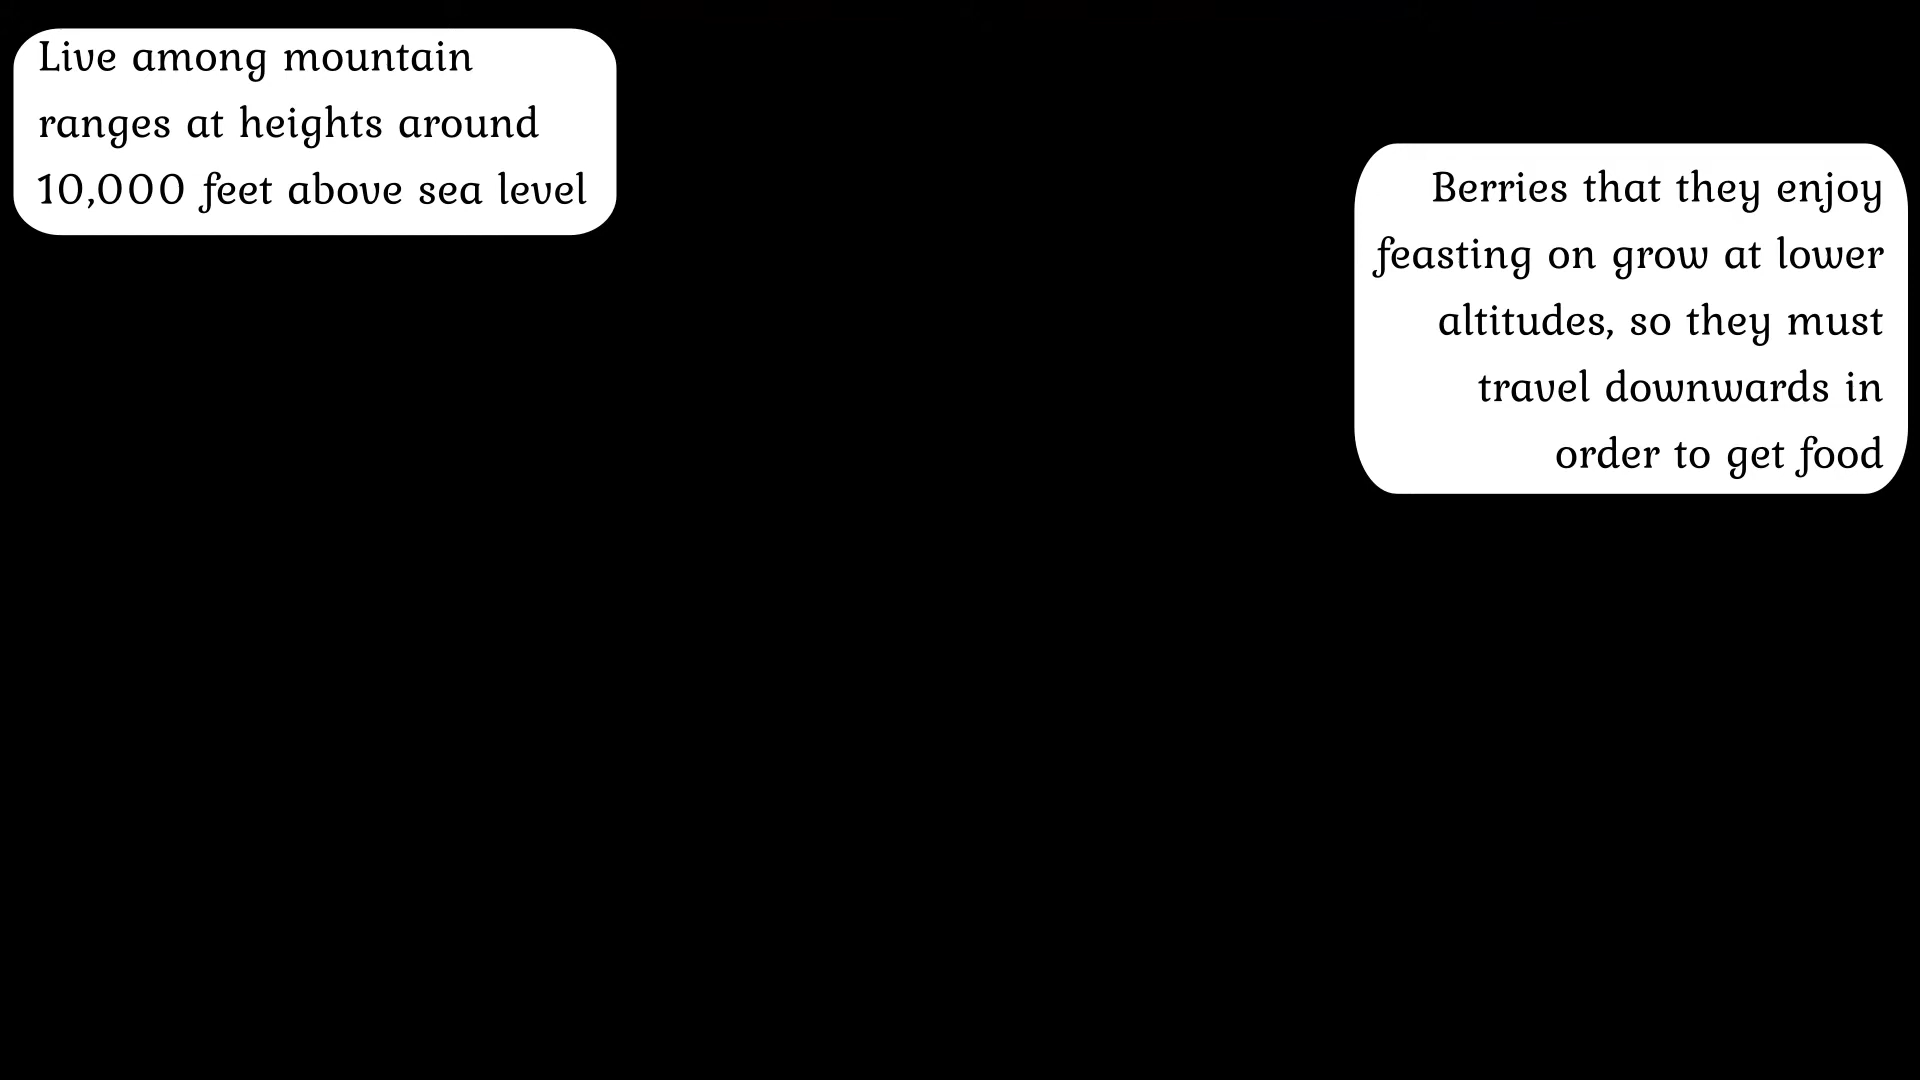 Live among mountain
ranges at heights around
10,000 feet above sea level
Berries that they enjoy
feasting on grow at lower
altitudes, so they must
travel downwards in
order to get food